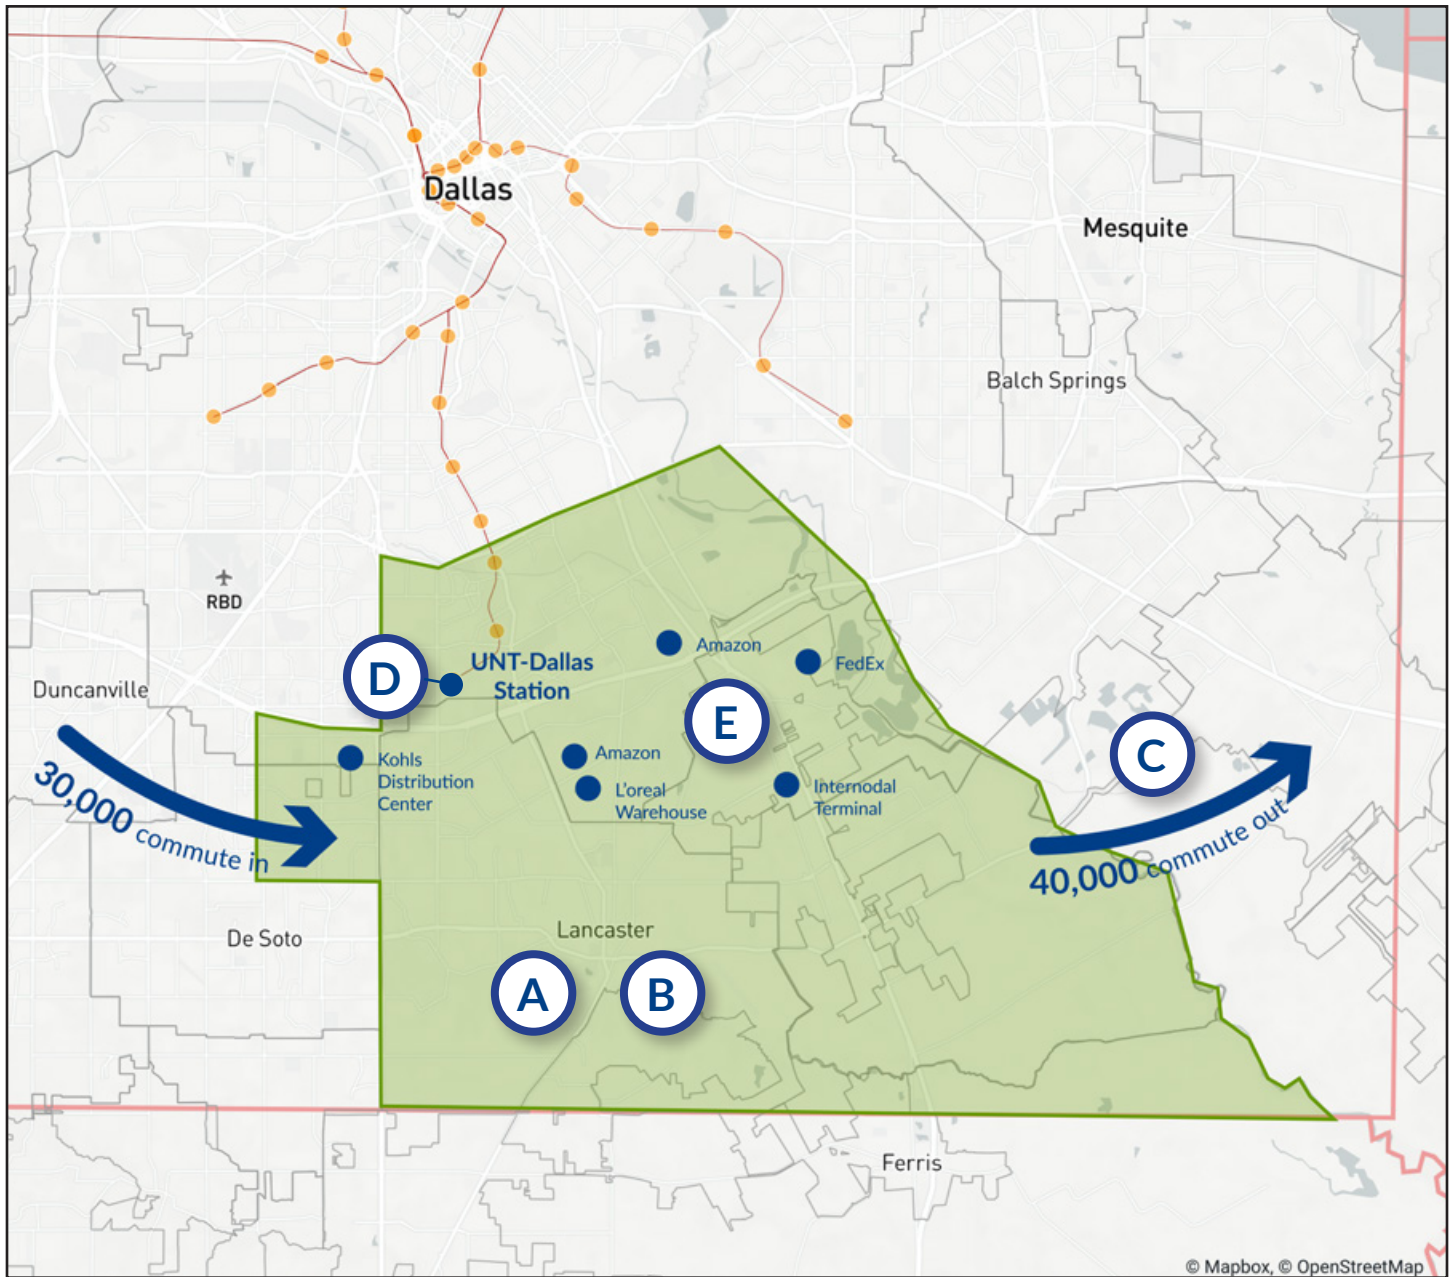 Dallas
Mesquite
Balch Springs
RBD
Duncanville
D
UNT-Dallas
Station
Amazon
FedEx
E
C
Kohls
Distribution
Center
Amazon
L'oreal
Warehouse
Internodal
Terminal
30,000 commute in
40,000 commute out
De Soto
Lancaster
A
B
Ferris
© Mapbox, © OpenStreetMap